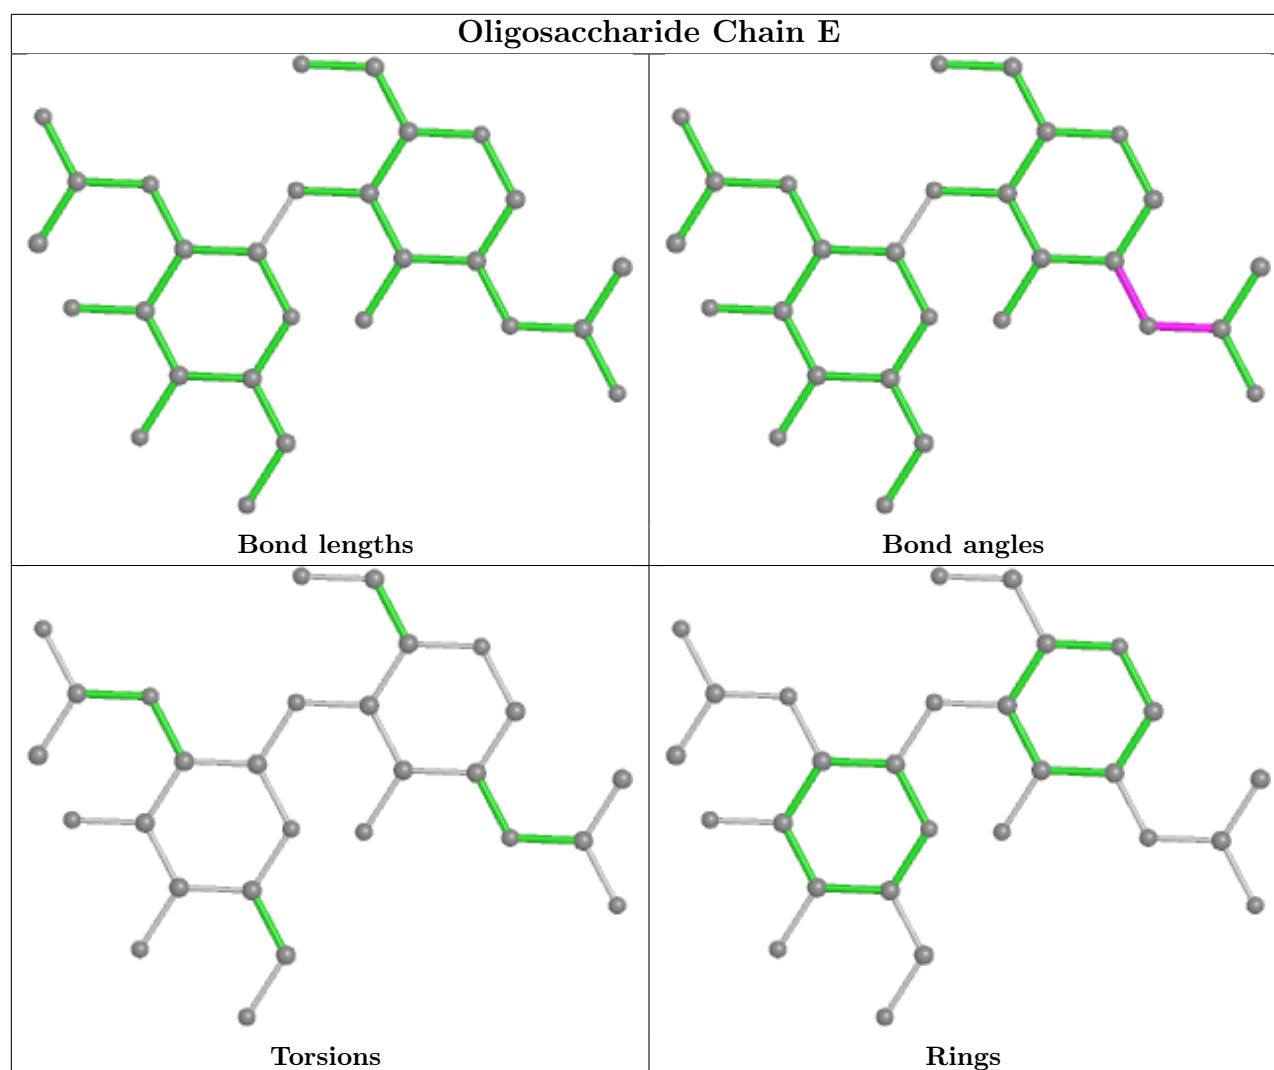 Oligosaccharide Chain E
Bond lengths
Bond angles
Torsions
Rings